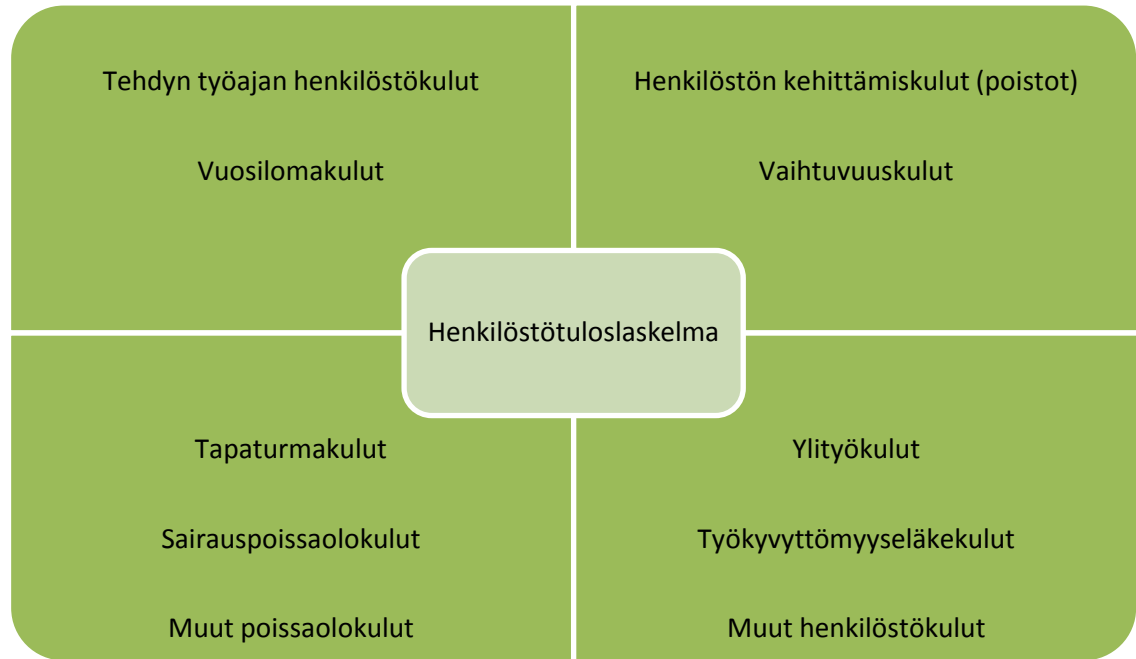 Tehdyn työajan henkilöstökulut
Vuosilomakulut
Henkilöstön kehittämiskulut (poistot)
Vaihtuvuuskulut
Henkilöstötuloslaskelma
Tapaturmakulut
Sairauspoissaolokulut
Muut poissaolokulut
Ylityökulut
Työkyvyttömyyseläkekulut
Muut henkilöstökulut